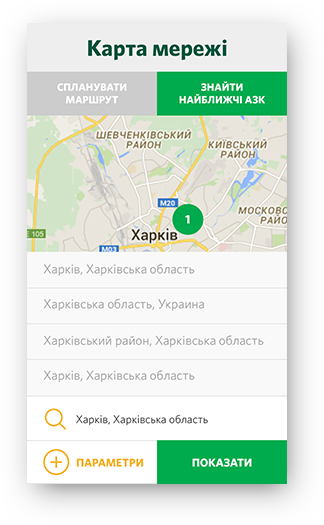 Карта мережі
СПЛАНУВАТИ
МАРШРУТ
ЗНАЙТИ
НАЙБЛИЖЧІ АЗК
ШЕВЧЕНКІВСЬКИЙ
РАЙОН
КИЇВСЬКИЙ
РАЙОН
M20
1
МОСКОВС
РАЙОН
Харків
E 105
M03
Харків, Харківська область
Харківська область, Украина
Харківський район, Харківська область
Харків, Харківська область
Харків, Харківська область
ПАРАМЕТРИ
ПОКАЗАТИ